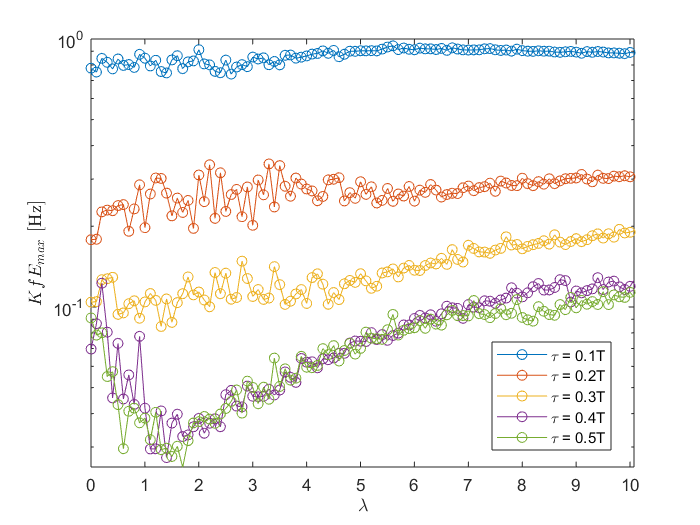 10^0
10^-1
KfE_max [Hz]
0 1 2 3 4 5 6 7 8 9 10
λ
τ = 0.1T
τ = 0.2T
τ = 0.3T
τ = 0.4T
τ = 0.5T